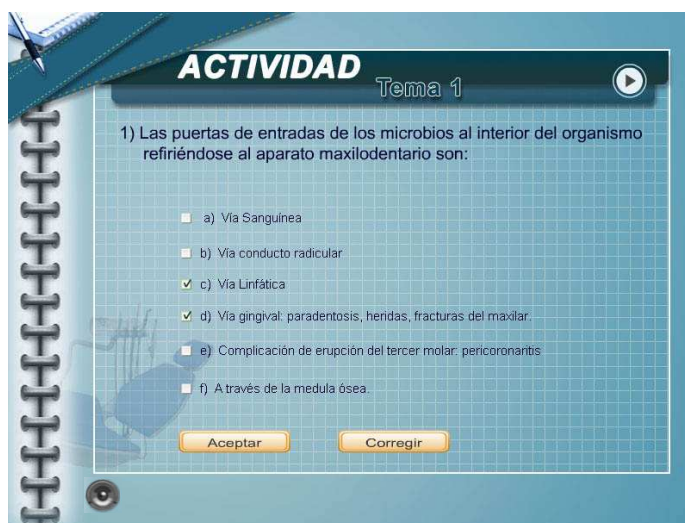 ACTIVIDAD
Tema 1
1) Las puertas de entradas de los microbios al interior del organismo
refiriéndose al aparato maxilodentario son:
a) Vía Sanguínea
b) Vía conducto radicular
c) Vía Linfática
d) Vía gingival: paradentosis, heridas, fracturas del maxilar.
e) Complicación de erupción del tercer molar: pericoronaritis
f) A través de la medula ósea.
Aceptar Corregir